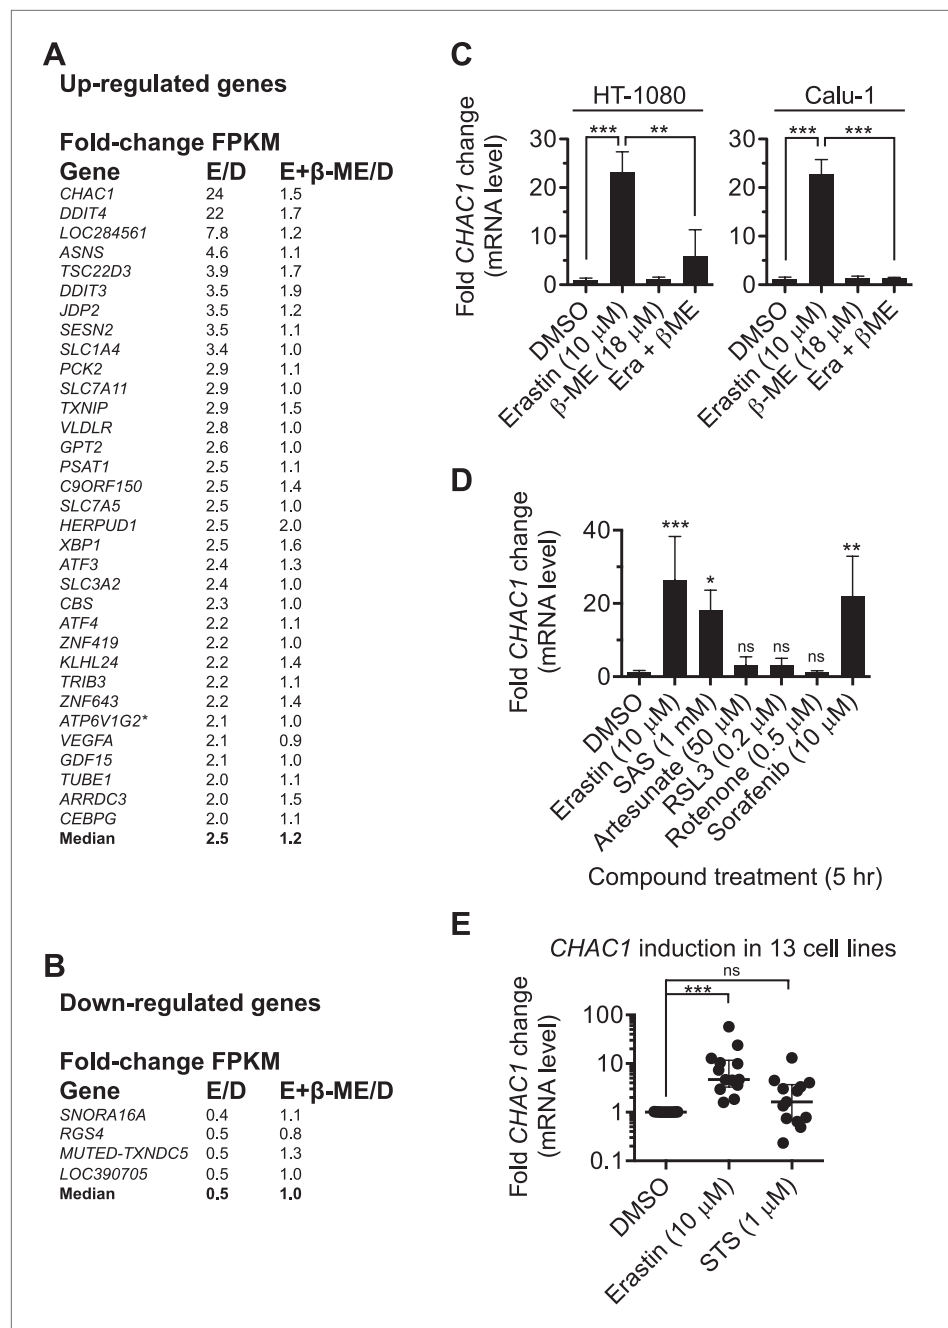 A
Up-regulated genes
Fold-change FPKM
Gene E/D E+β-ME/D
CHAC1 24 1.5
DDIT4 22 1.7
LOC284561 7.8 1.2
ASNS 4.6 1.1
TSC22D3 3.9 1.7
DDIT3 3.5 1.9
JDP2 3.5 1.2
SESN2 3.5 1.1
SLC1A4 3.4 1.0
PCK2 2.9 1.1
SLC7A11 2.9 1.0
TXNIP 2.9 1.5
VLDLR 2.8 1.0
GPT2 2.6 1.0
PSAT1 2.5 1.1
C9ORF150 2.5 1.4
SLC7A5 2.5 1.0
HERPUD1 2.5 2.0
XBP1 2.5 1.6
ATF3 2.4 1.3
SLC3A2 2.4 1.0
CBS 2.3 1.0
ATF4 2.2 1.1
ZNF419 2.2 1.0
KLHL24 2.2 1.4
TRIB3 2.2 1.1
ZNF643 2.2 1.4
ATP6V1G2* 2.1 1.0
VEGFA 2.1 0.9
GDF15 2.1 1.0
TUBE1 2.0 1.1
ARRDC3 2.0 1.5
CEBPG 2.0 1.1
Median 2.5 1.2
B
Down-regulated genes
Fold-change FPKM
Gene E/D E+β-ME/D
SNORA16A 0.4 1.1
RGS4 0.5 0.8
MUTED-TXNDC5 0.5 1.3
LOC390705 0.5 1.0
Median 0.5 1.0
C
HT-1080
Calu-1
Fold CHAC1 change
(mRNA level)
30
20
10
0
*** **
DMSO
Erastin (10 μM)
β-ME (18 μM)
Era + βME
30
20
10
0
*** ***
DMSO
Erastin (10 μM)
β-ME (18 μM)
Era + βME
D
Fold CHAC1 change
(mRNA level)
40
20
0
*** * ns ns ns **
DMSO
Erastin (10 μM)
SAS (1 mM)
Artesunate (50 μM)
RSL3 (0.2 μM)
Rotenone (0.5 μM)
Sorafenib (10 μM)
Compound treatment (5 hr)
E
CHAC1 induction in 13 cell lines
ns
***
Fold CHAC1 change
(mRNA level)
100
10
1
0.1
DMSO
Erastin (10 μM)
STS (1 μM)